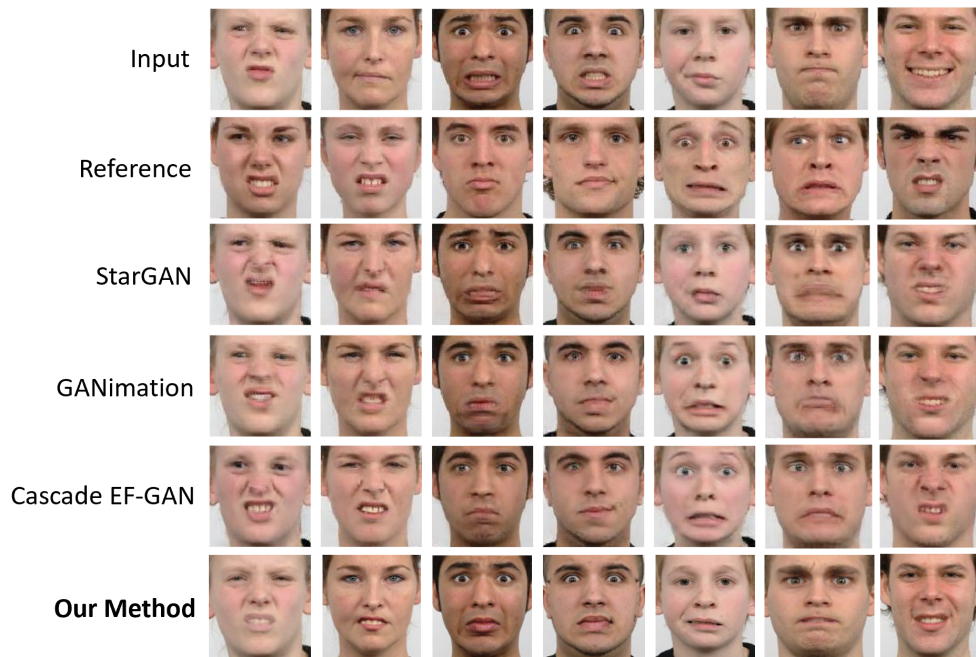 Input
Reference
StarGAN
GANimation
Cascade EF-GAN
Our Method